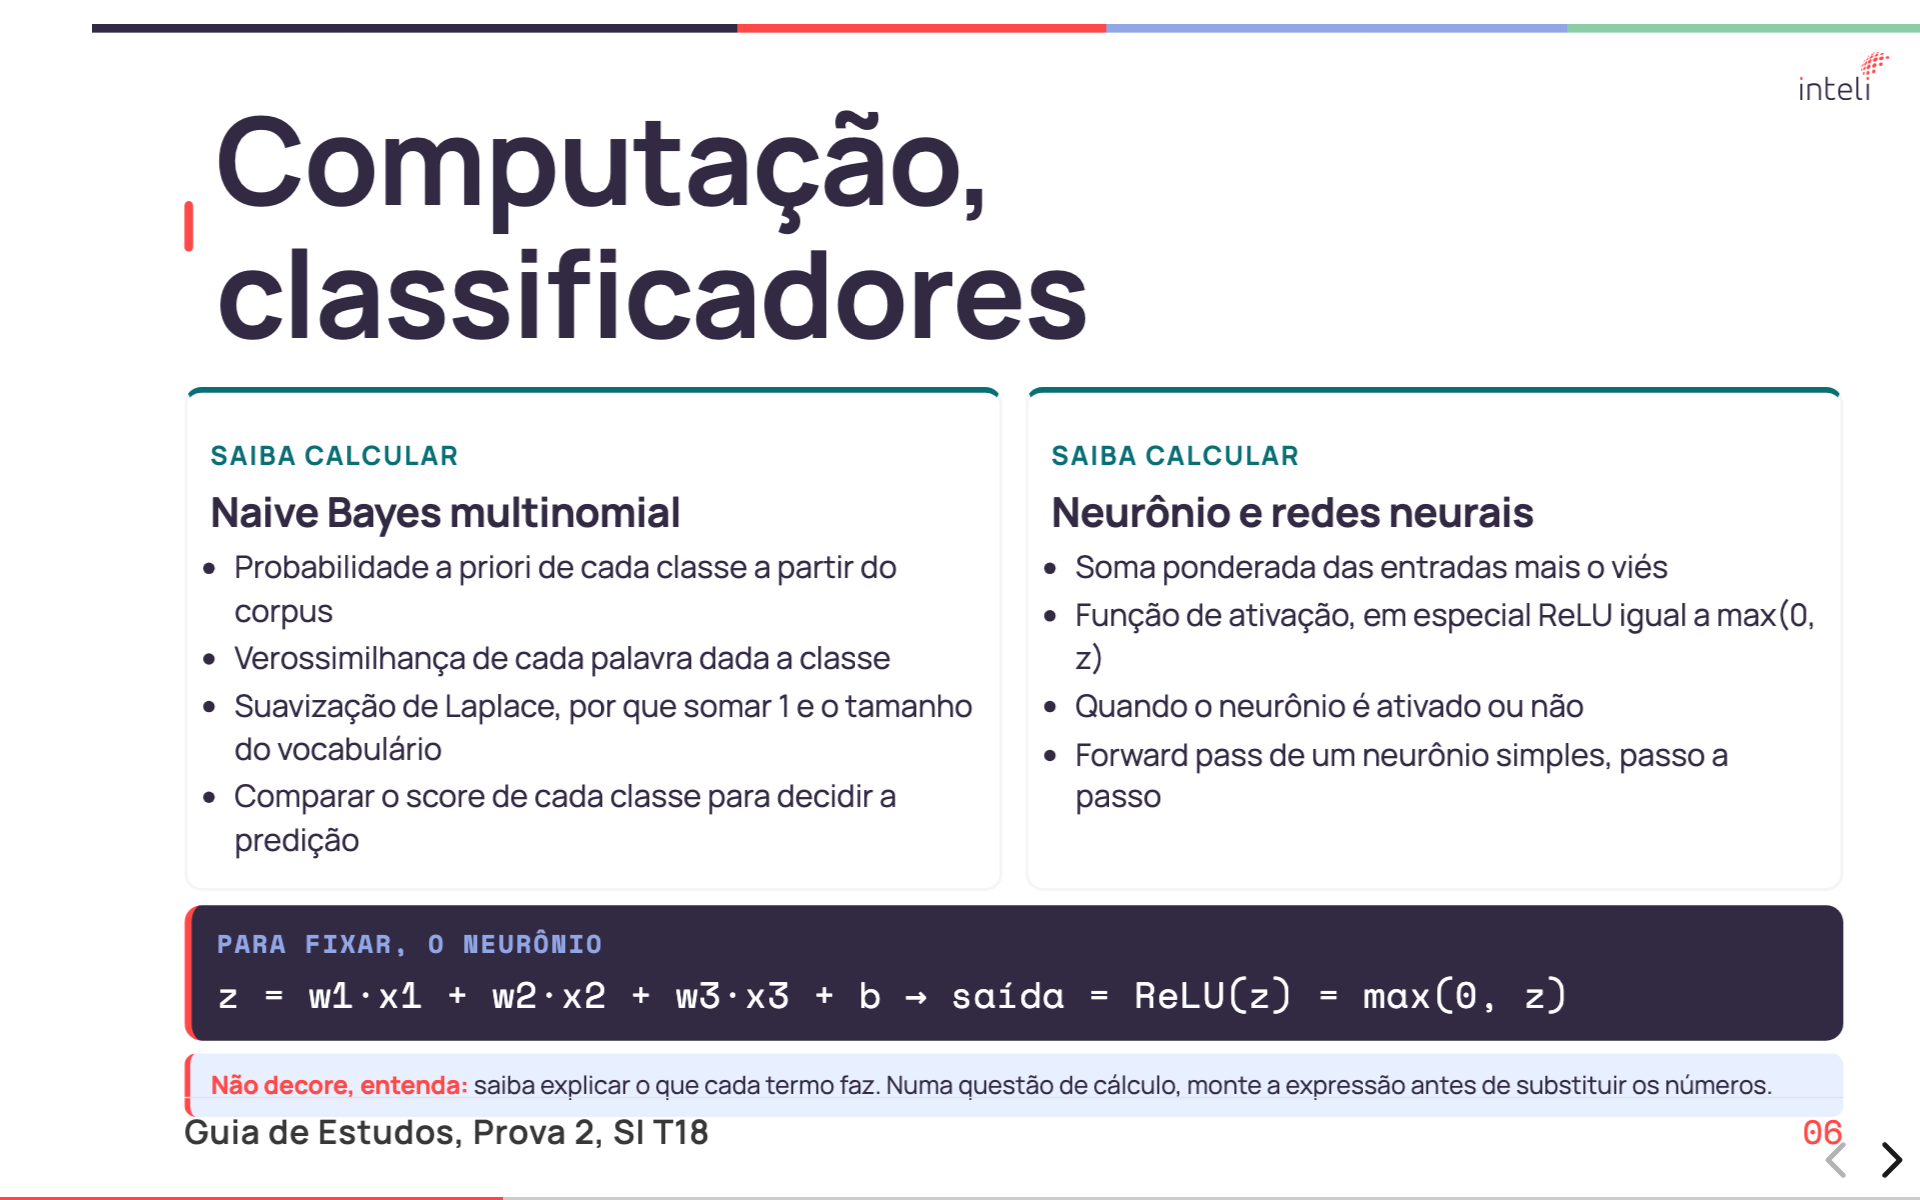 inteli
Computação,
classificadores
SAIBA CALCULAR
Naive Bayes multinomial
• Probabilidade a priori de cada classe a partir do
corpus
• Verossimilhança de cada palavra dada a classe
• Suavização de Laplace, por que somar 1 e o tamanho
do vocabulário
• Comparar o score de cada classe para decidir a
predição
SAIBA CALCULAR
Neurônio e redes neurais
• Soma ponderada das entradas mais o viés
• Função de ativação, em especial ReLU igual a max(0,
z)
• Quando o neurônio é ativado ou não
• Forward pass de um neurônio simples, passo a
passo
PARA FIXAR, O NEURÔNIO
z = w1·x1 + w2·x2 + w3·x3 + b → saída = ReLU(z) = max(0, z)
Não decore, entenda: saiba explicar o que cada termo faz. Numa questão de cálculo, monte a expressão antes de substituir os números.
Guia de Estudos, Prova 2, SI T18
06